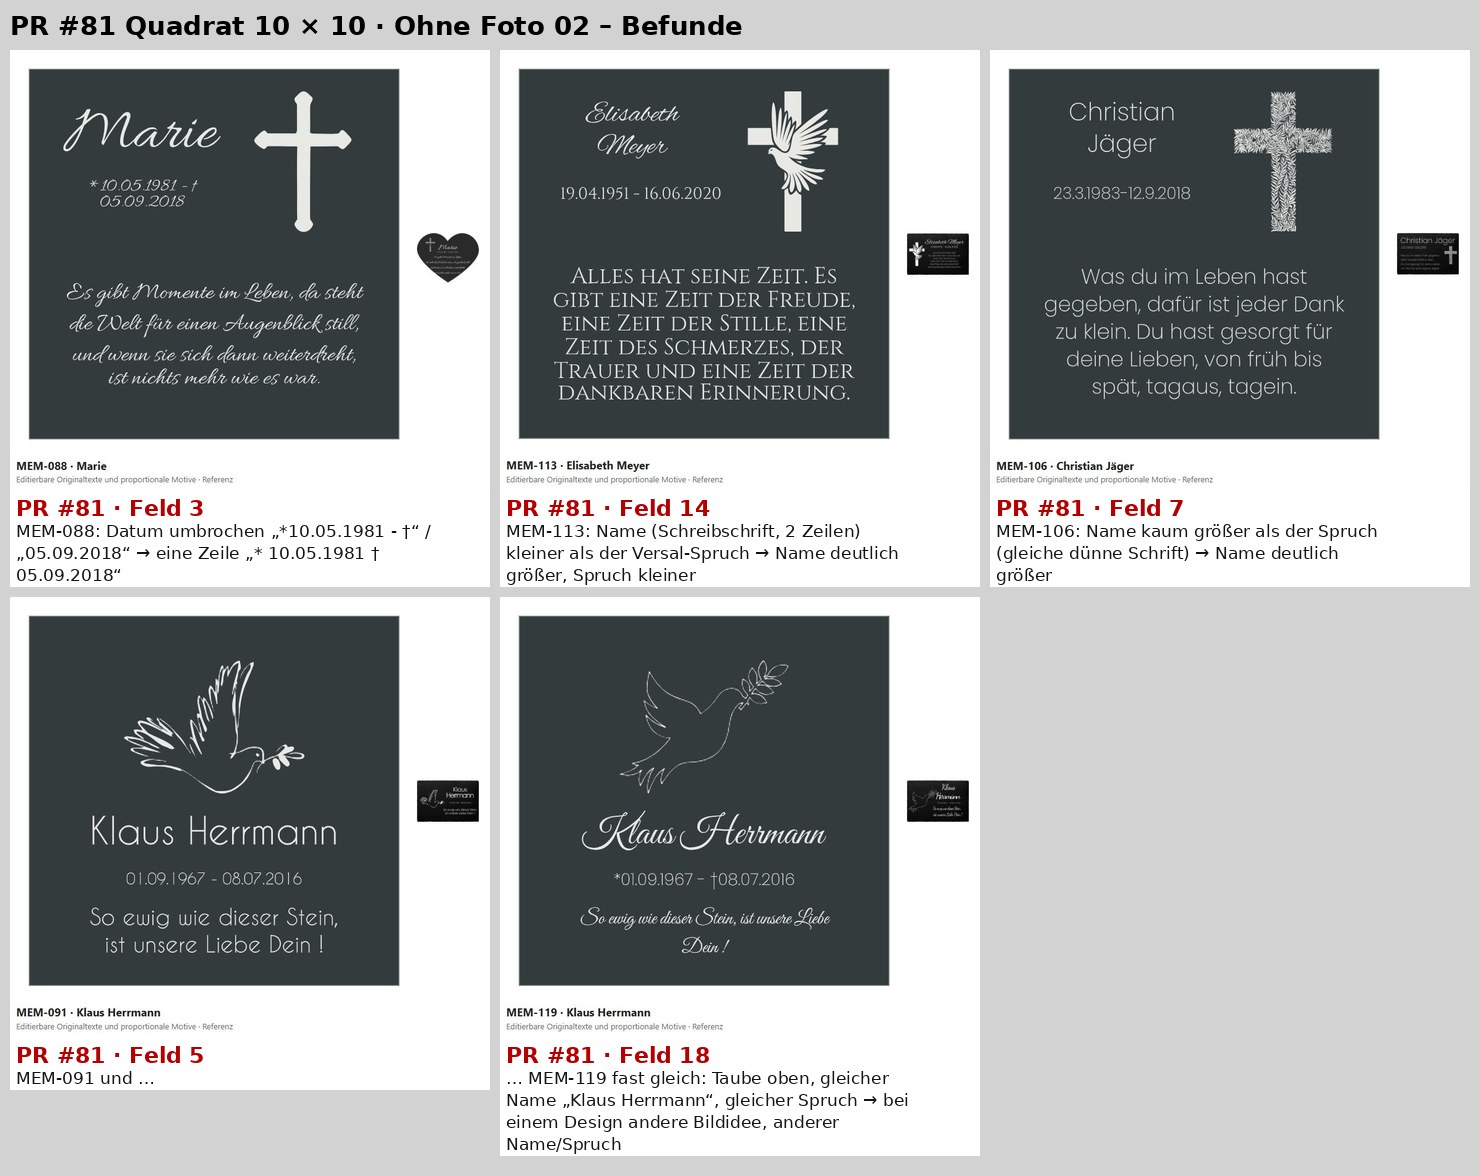 PR #81 Quadrat 10 × 10 · Ohne Foto 02 – Befunde
Marie
* 10.05.1981 - †
05.09.2018
Es gibt Momente im Leben, da steht
die Welt für einen Augenblick still,
und wenn sie sich dann weiterdreht,
ist nichts mehr wie es war.
Marie
MEM-088 · Marie
Editierbare Originaltexte und proportionale Motive · Referenz
PR #81 · Feld 3
MEM-088: Datum umbrochen „*10.05.1981 - †“ /
„05.09.2018“ → eine Zeile „* 10.05.1981 †
05.09.2018“
Elisabeth
Meyer
19.04.1951 - 16.06.2020
Alles hat seine Zeit. Es
gibt eine Zeit der Freude,
eine Zeit der Stille, eine
Zeit des Schmerzes, der
Trauer und eine Zeit der
dankbaren Erinnerung.
Elisabeth Meyer
MEM-113 · Elisabeth Meyer
Editierbare Originaltexte und proportionale Motive · Referenz
PR #81 · Feld 14
MEM-113: Name (Schreibschrift, 2 Zeilen)
kleiner als der Versal-Spruch → Name deutlich
größer, Spruch kleiner
Christian
Jäger
23.3.1983-12.9.2018
Was du im Leben hast
gegeben, dafür ist jeder Dank
zu klein. Du hast gesorgt für
deine Lieben, von früh bis
spät, tagaus, tagein.
Christian Jäger
MEM-106 · Christian Jäger
Editierbare Originaltexte und proportionale Motive · Referenz
PR #81 · Feld 7
MEM-106: Name kaum größer als der Spruch
(gleiche dünne Schrift) → Name deutlich
größer
Klaus Herrmann
01.09.1967 - 08.07.2016
So ewig wie dieser Stein,
ist unsere Liebe Dein !
Klaus
Herrmann
MEM-091 · Klaus Herrmann
Editierbare Originaltexte und proportionale Motive · Referenz
PR #81 · Feld 5
MEM-091 und …
Klaus Herrmann
*01.09.1967 - †08.07.2016
So ewig wie dieser Stein, ist unsere Liebe
Dein !
Klaus
Herrmann
MEM-119 · Klaus Herrmann
Editierbare Originaltexte und proportionale Motive · Referenz
PR #81 · Feld 18
… MEM-119 fast gleich: Taube oben, gleicher
Name „Klaus Herrmann“, gleicher Spruch → bei
einem Design andere Bildidee, anderer
Name/Spruch